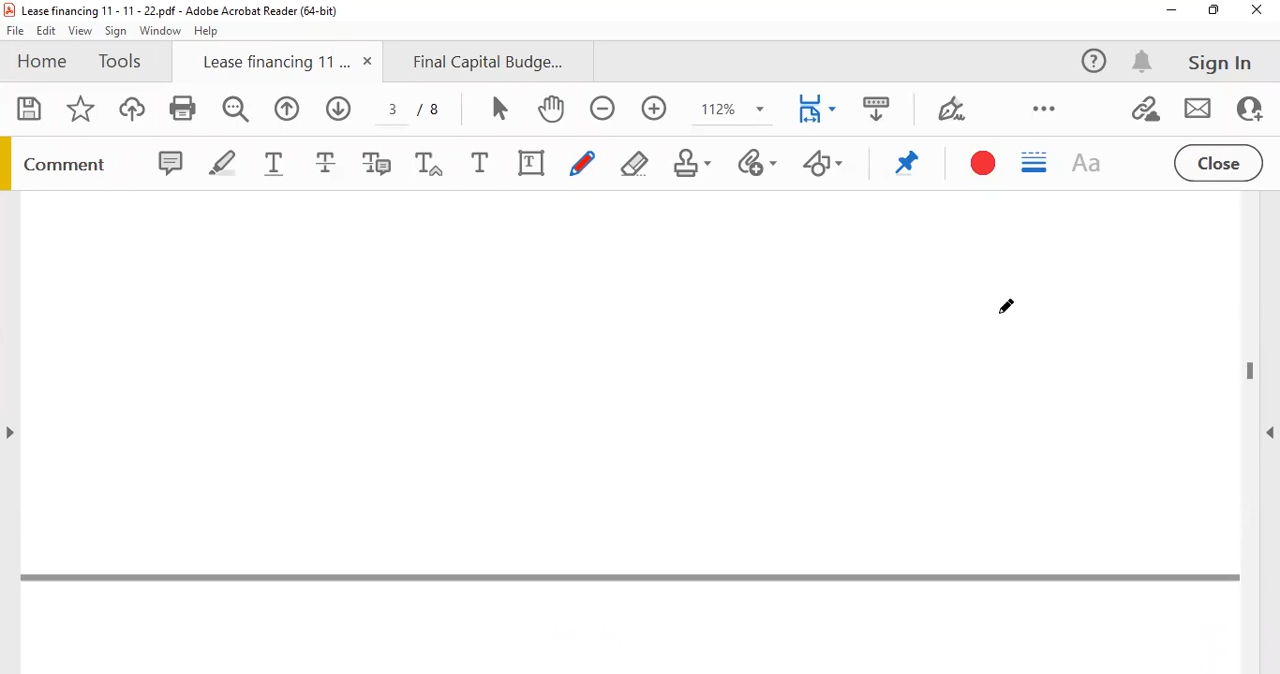 Lease financing 11 - 11 - 22.pdf - Adobe Acrobat Reader (64-bit)
File Edit View Sign Window Help
Home Tools Lease financing 11 ... × Final Capital Budge... ? Sign In
3 / 8 112%
Comment T T T T T T Aa Close